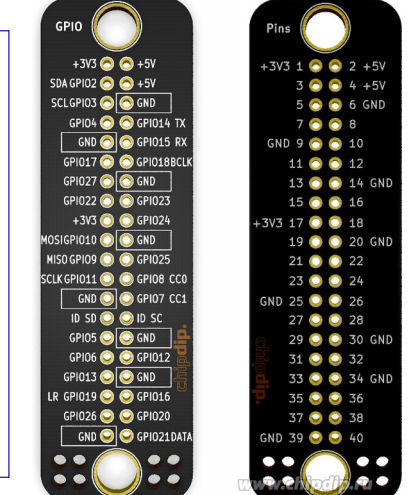 GPIO
+3V3 +5V
SDA GPIO2 +5V
SCL GPIO3 GND
GPIO4 GPIO14 TX
GND GPIO15 RX
GPIO17 GPIO18BCLK
GPIO27 GND
GPIO22 GPIO23
+3V3 GPIO24
MOSIGPIO10 GND
MISO GPIO9 GPIO25
SCLK GPIO11 GPIO8 CC0
GND GPIO7 CC1
ID SD ID SC
GPIO5 GND
GPIO6 GPIO12
GPIO13 GND
LR GPIO19 GPIO16
GPIO26 GPIO20
GND GPIO21DATA
chipdip.
Pins
+3V3 1 2 +5V
3 4 +5V
5 6 GND
7 8
GND 9 10
11 12
13 14 GND
15 16
+3V3 17 18
19 20 GND
21 22
23 24
GND 25 26
27 28
29 30 GND
31 32
33 34 GND
35 36
37 38
GND 39 40
chipdip.
www.chipdip.ru